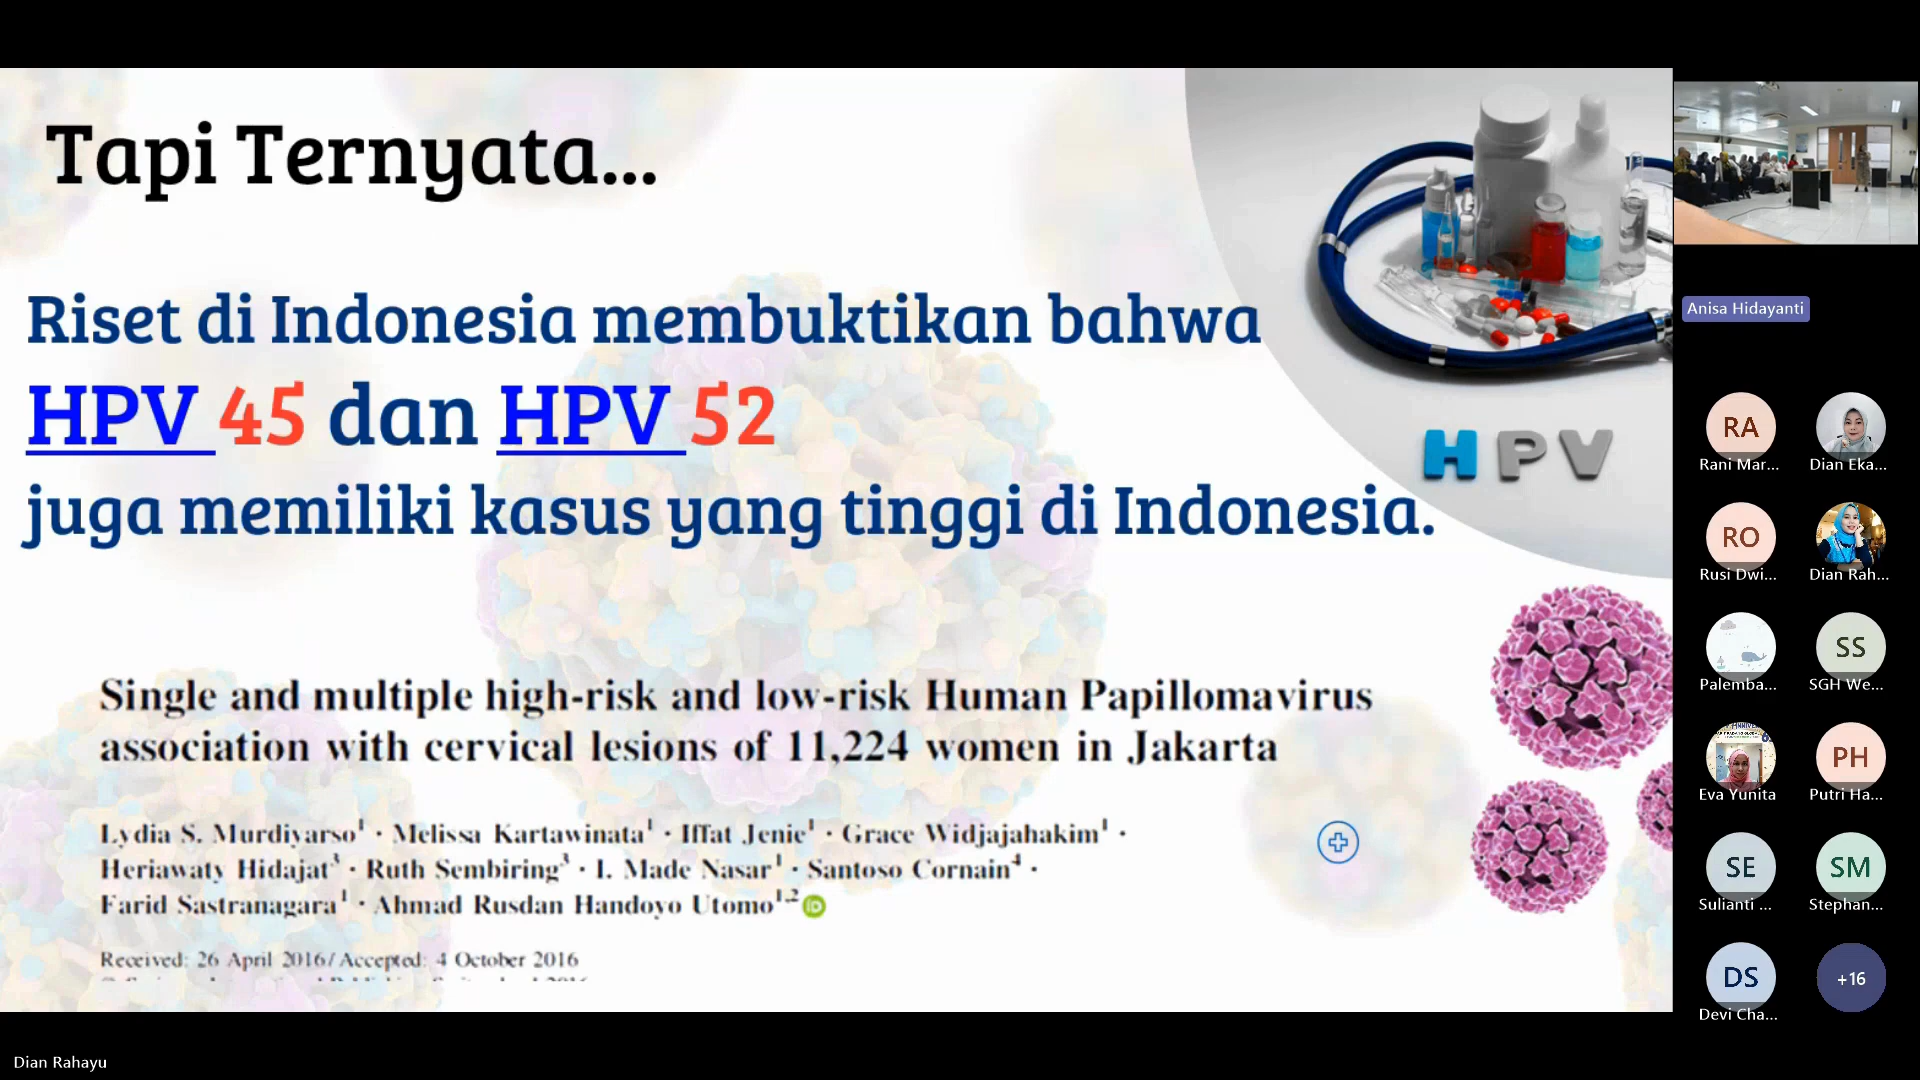 Tapi Ternyata...
Riset di Indonesia membuktikan bahwa
HPV 45 dan HPV 52
juga memiliki kasus yang tinggi di Indonesia.
HPV
Single and multiple high-risk and low-risk Human Papillomavirus
association with cervical lesions of 11,224 women in Jakarta
Lydia S. Murdiyarso1 · Melissa Kartawinata1 · Iffat Jenie1 · Grace Widjajahakim1 ·
Heriawaty Hidajat3 · Ruth Sembiring3 · I. Made Nasar1 · Santoso Cornain4 ·
Farid Sastranagara1 · Ahmad Rusdan Handoyo Utomo1,2 iD
Received: 26 April 2016/Accepted: 4 October 2016
Anisa Hidayanti
RA
Rani Mar...
Dian Eka...
RO
Rusi Dwi...
Dian Rah...
Palemba...
SS
SGH We...
Eva Yunita
PH
Putri Ha...
SE
Sulianti ...
SM
Stephan...
DS
Devi Cha...
+16
Dian Rahayu